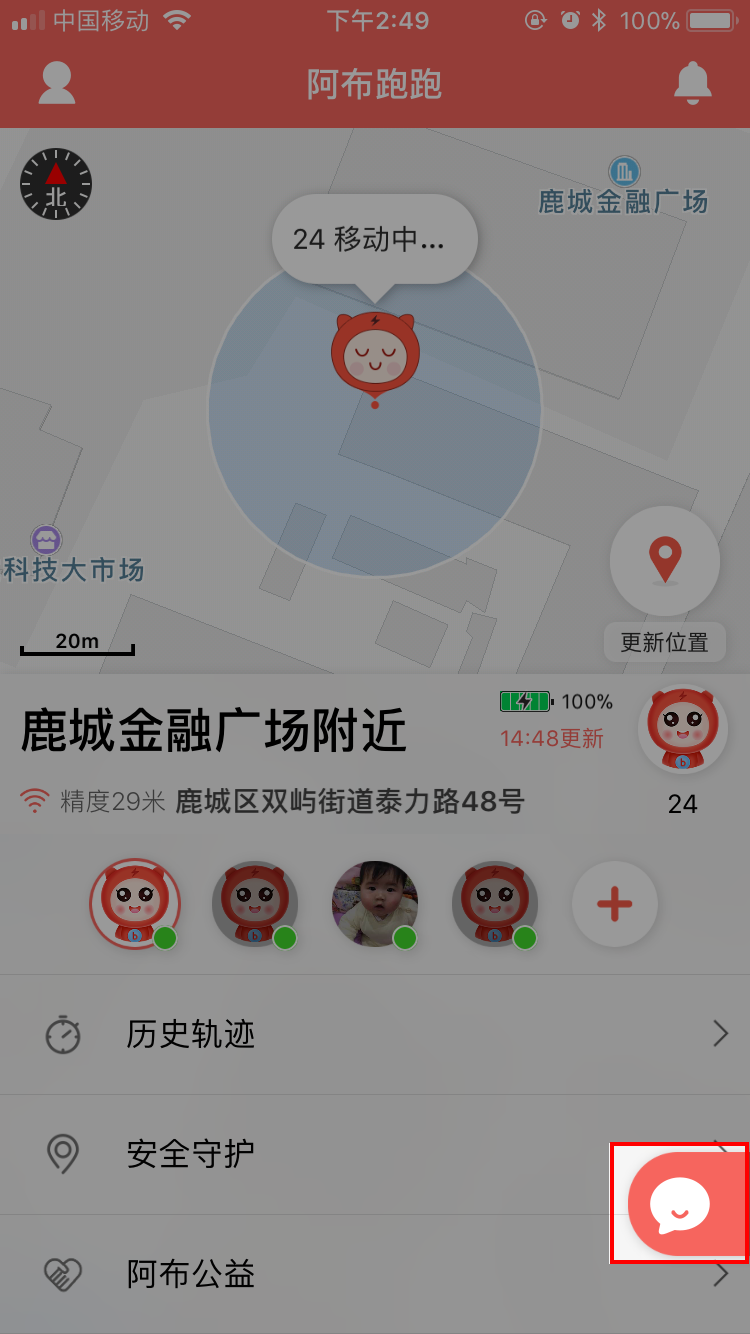 中国移动 下午2:49 100%
阿布跑跑
北
鹿城金融广场
24 移动中...
科技大市场
20m
更新位置
鹿城金融广场附近
100%
14:48更新
精度29米 鹿城区双屿街道泰力路48号
24
历史轨迹
安全守护
阿布公益